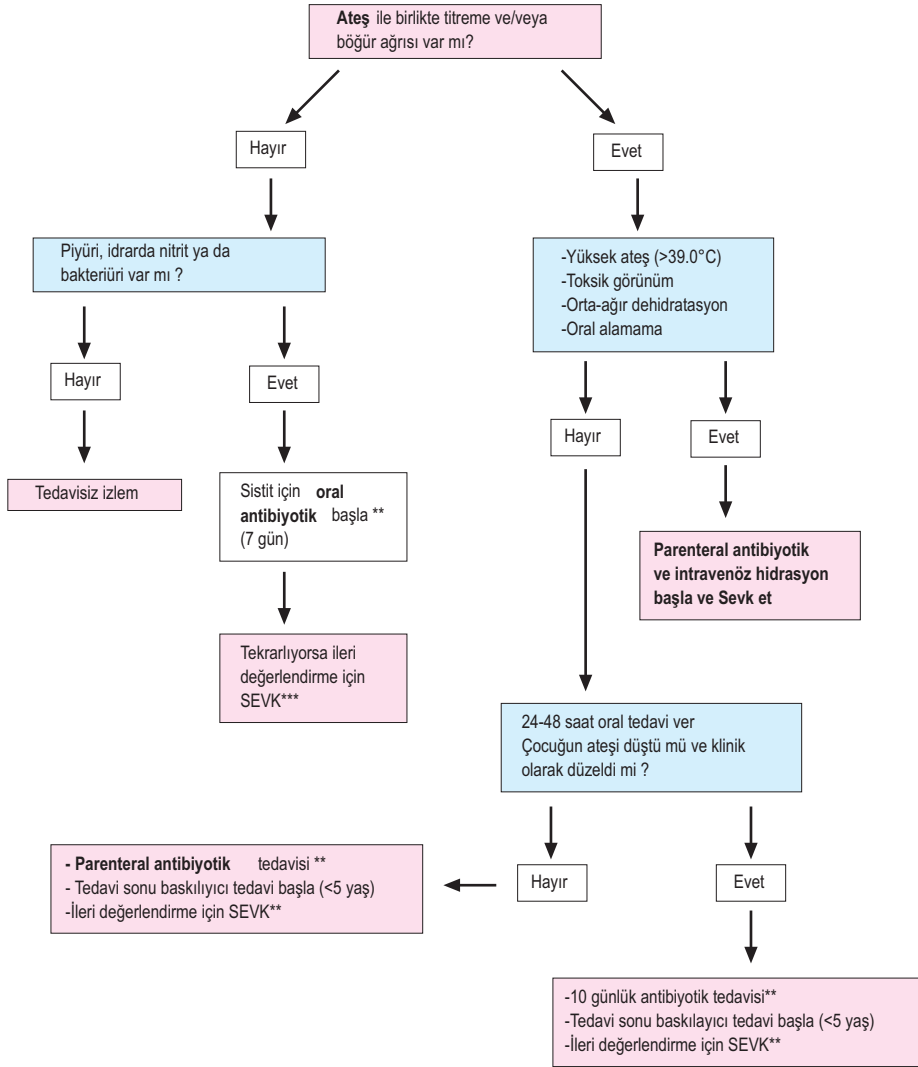 Ateş ile birlikte titreme ve/veya
böğür ağrısı var mı?
Hayır
Evet
Piyüri, idrarda nitrit ya da
bakteriüri var mı ?
-Yüksek ateş (>39.0°C)
-Toksik görünüm
-Orta-ağır dehidratasyon
-Oral alamama
Hayır
Evet
Hayır
Evet
Tedavisiz izlem
Sistit için oral
antibiyotik başla **
(7 gün)
Parenteral antibiyotik
ve intravenöz hidrasyon
başla ve Sevk et
Tekrarlıyorsa ileri
değerlendirme için
SEVK***
24-48 saat oral tedavi ver
Çocuğun ateşi düştü mü ve klinik
olarak düzeldi mi ?
Hayır
Evet
- Parenteral antibiyotik tedavisi **
- Tedavi sonu baskılıyıcı tedavi başla (<5 yaş)
-İleri değerlendirme için SEVK**
-10 günlük antibiyotik tedavisi**
-Tedavi sonu baskılayıcı tedavi başla (<5 yaş)
-İleri değerlendirme için SEVK**